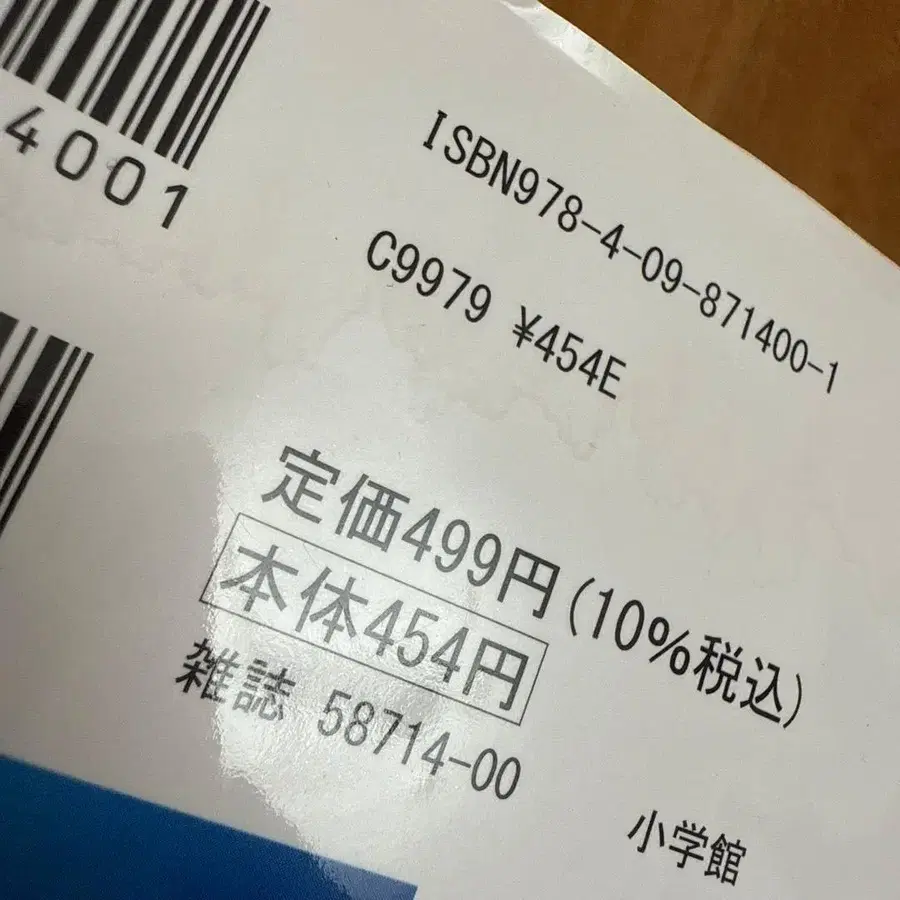 4001
ISBN978-4-09-871400-1
C9979 ¥454E
定価499円(10%税込)
本体454円
雑誌 58714-00
小学館